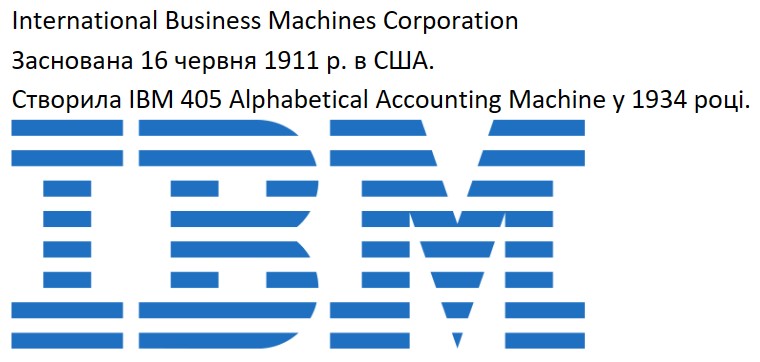 International Business Machines Corporation
Заснована 16 червня 1911 р. в США.
Створила IBM 405 Alphabetical Accounting Machine у 1934 році.
IBM